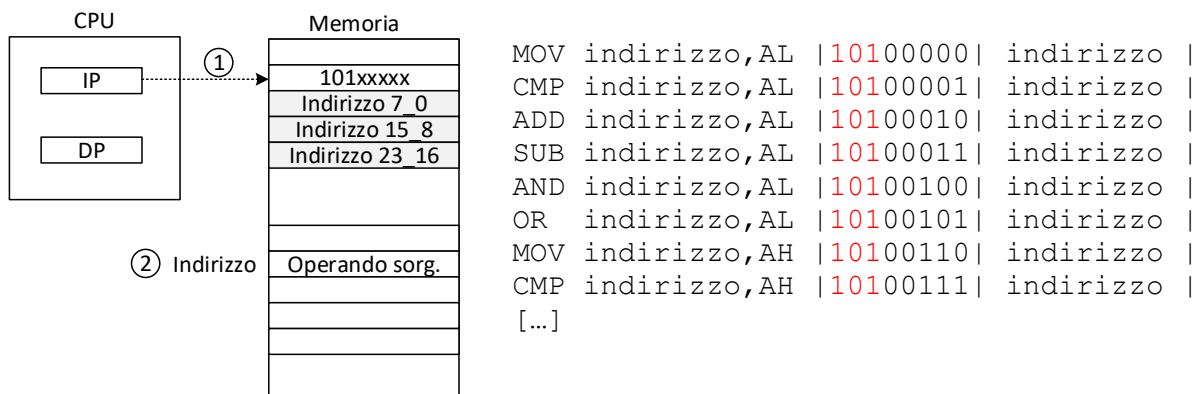 CPU
IP
DP
①
Memoria
101xxxxx
Indirizzo 7_0
Indirizzo 15_8
Indirizzo 23_16
② Indirizzo
Operando sorg.
MOV indirizzo,AL |10100000| indirizzo |
CMP indirizzo,AL |10100001| indirizzo |
ADD indirizzo,AL |10100010| indirizzo |
SUB indirizzo,AL |10100011| indirizzo |
AND indirizzo,AL |10100100| indirizzo |
OR indirizzo,AL |10100101| indirizzo |
MOV indirizzo,AH |10100110| indirizzo |
CMP indirizzo,AH |10100111| indirizzo |
[…]